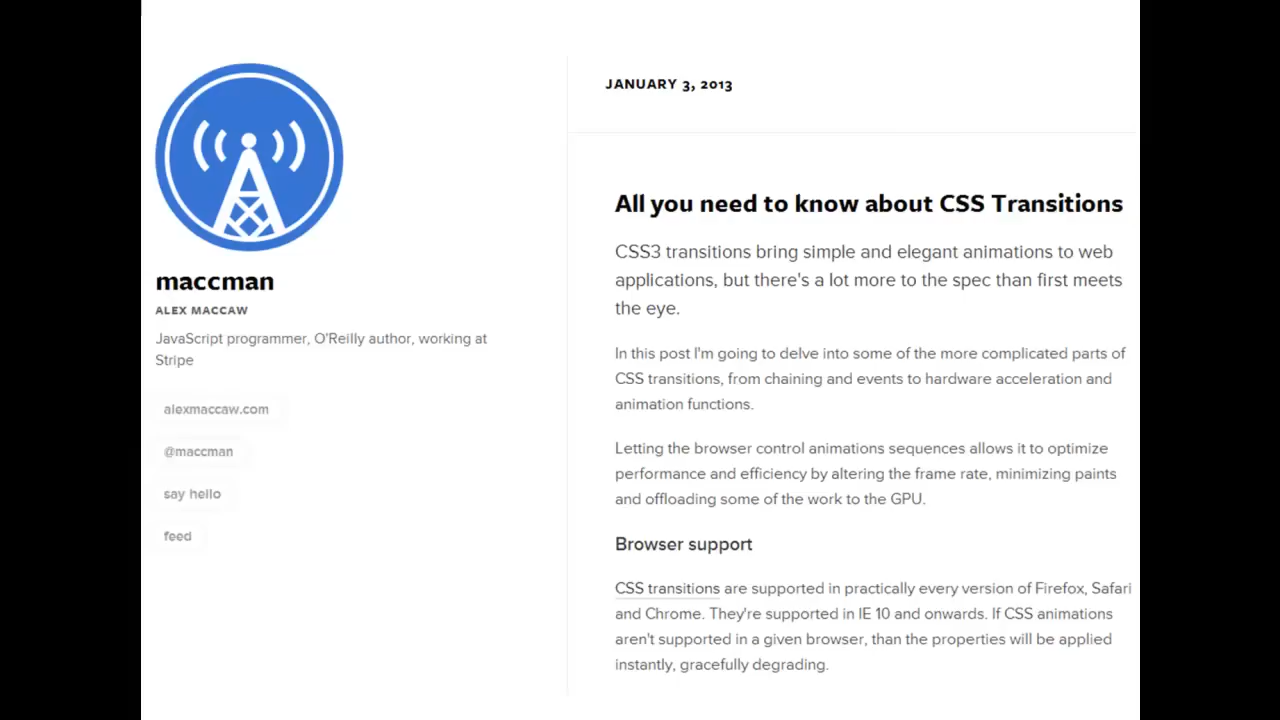 maccman
ALEX MACCAW
JavaScript programmer, O'Reilly author, working at
Stripe
alexmaccaw.com
@maccman
say hello
feed
JANUARY 3, 2013
All you need to know about CSS Transitions
CSS3 transitions bring simple and elegant animations to web
applications, but there's a lot more to the spec than first meets
the eye.
In this post I'm going to delve into some of the more complicated parts of
CSS transitions, from chaining and events to hardware acceleration and
animation functions.
Letting the browser control animations sequences allows it to optimize
performance and efficiency by altering the frame rate, minimizing paints
and offloading some of the work to the GPU.
Browser support
CSS transitions are supported in practically every version of Firefox, Safari
and Chrome. They're supported in IE 10 and onwards. If CSS animations
aren't supported in a given browser, than the properties will be applied
instantly, gracefully degrading.